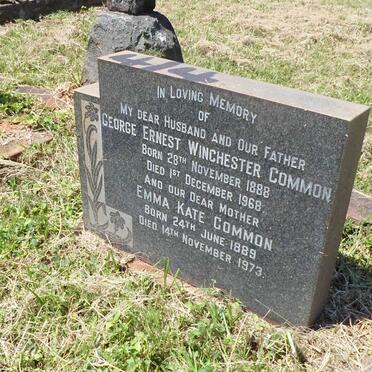 IN LOVING MEMORY
OF
MY DEAR HUSBAND AND OUR FATHER
GEORGE ERNEST WINCHESTER COMMON
BORN 28TH NOVEMBER 1888
DIED 1ST DECEMBER 1968
AND OUR DEAR MOTHER
EMMA KATE COMMON
BORN 24TH JUNE 1889
DIED 14TH NOVEMBER 1973.